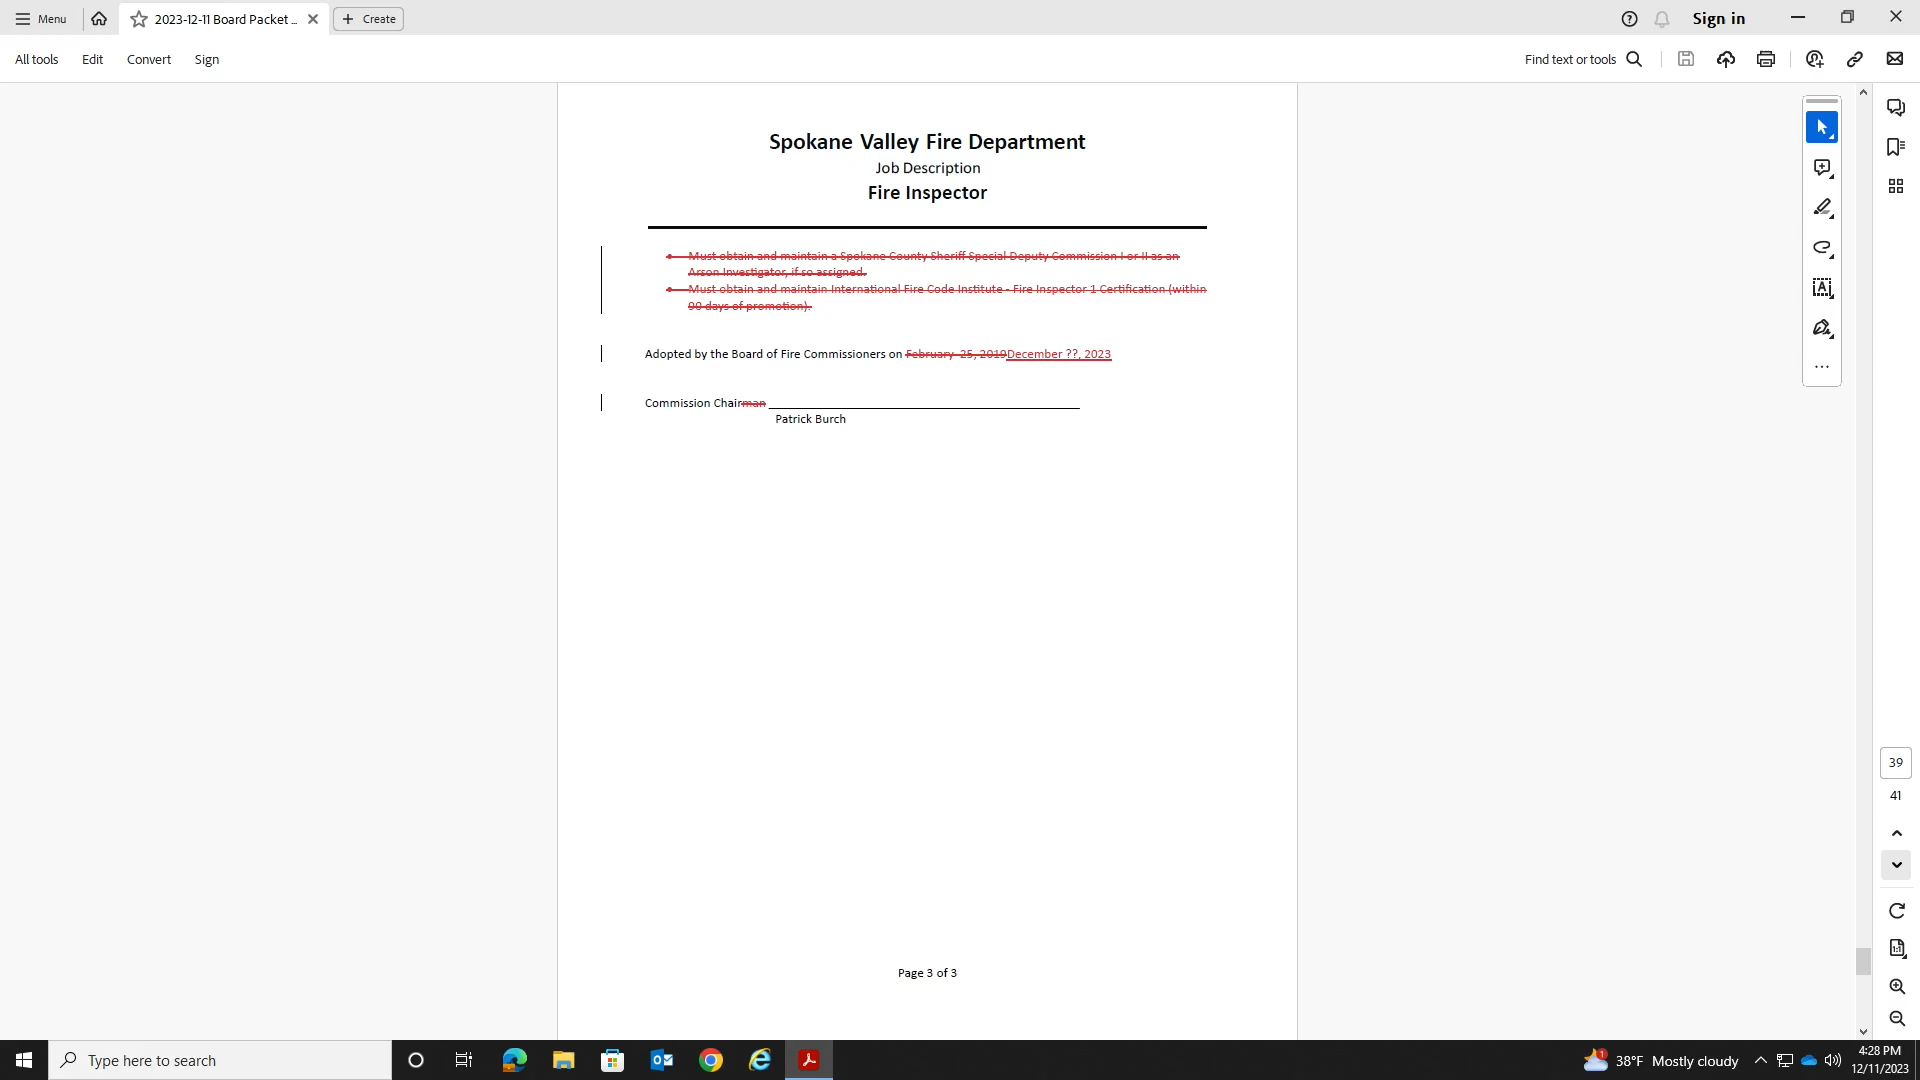 Menu
2023-12-11 Board Packet ...
Create
Sign in
All tools
Edit
Convert
Sign
Find text or tools
Spokane Valley Fire Department
Job Description
Fire Inspector
• Must obtain and maintain a Spokane County Sheriff Special Deputy Commission I or II as an
Arson Investigator, if so assigned.
• Must obtain and maintain International Fire Code Institute - Fire Inspector 1 Certification (within
90 days of promotion).
Adopted by the Board of Fire Commissioners on February 25, 2019December ??, 2023
Commission Chairman
Patrick Burch
39
41
Page 3 of 3
Type here to search
1
38°F Mostly cloudy
4:28 PM
12/11/2023